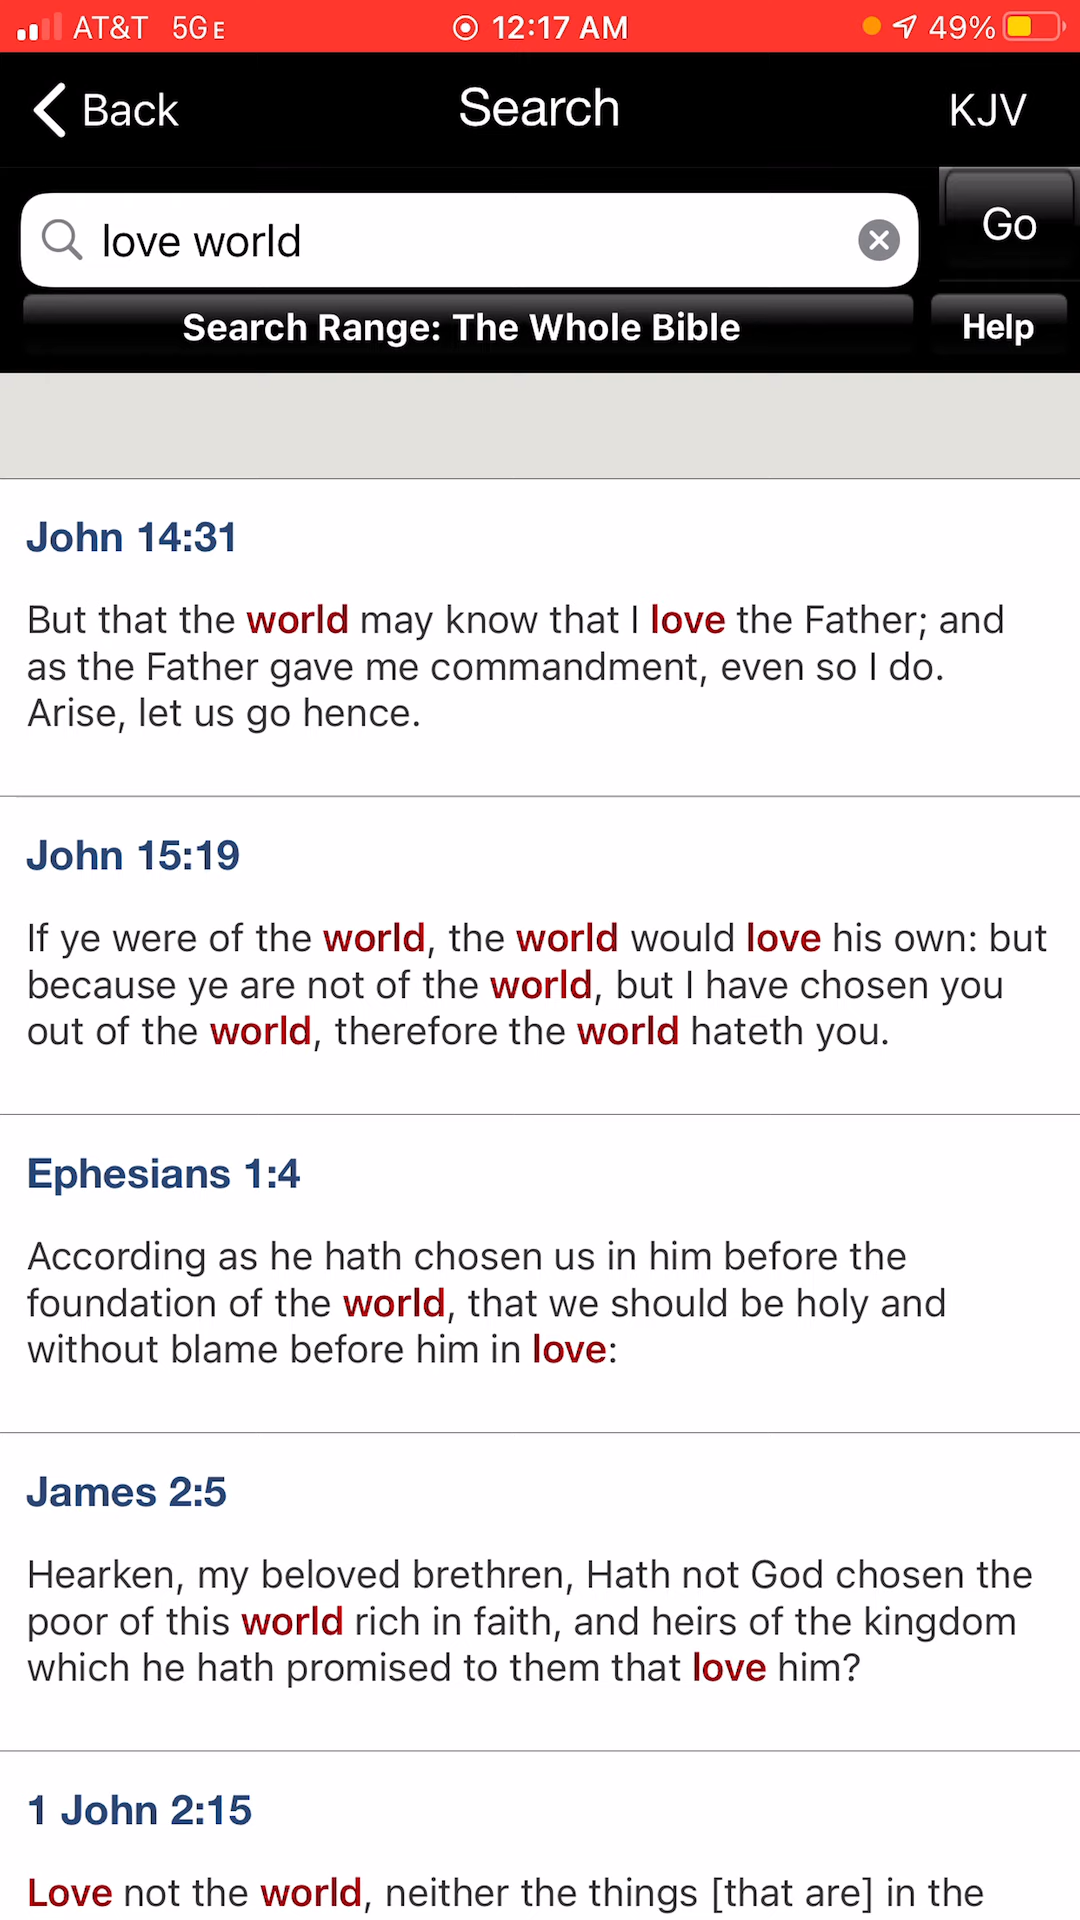 AT&T 5GE 12:17 AM 49%
Back Search KJV
love world Go
Search Range: The Whole Bible Help
John 14:31
But that the world may know that I love the Father; and
as the Father gave me commandment, even so I do.
Arise, let us go hence.
John 15:19
If ye were of the world, the world would love his own: but
because ye are not of the world, but I have chosen you
out of the world, therefore the world hateth you.
Ephesians 1:4
According as he hath chosen us in him before the
foundation of the world, that we should be holy and
without blame before him in love:
James 2:5
Hearken, my beloved brethren, Hath not God chosen the
poor of this world rich in faith, and heirs of the kingdom
which he hath promised to them that love him?
1 John 2:15
Love not the world, neither the things [that are] in the